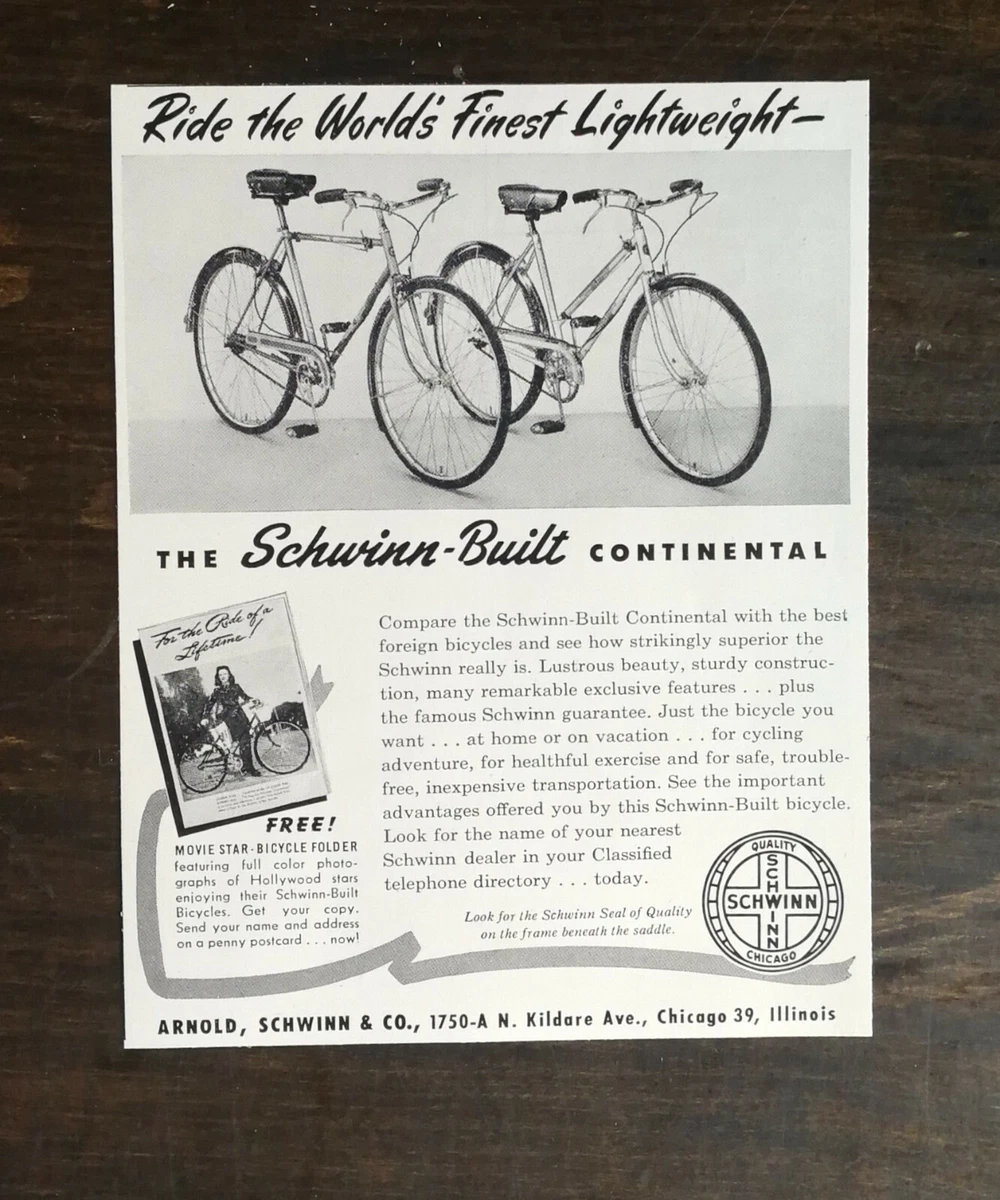 Ride the World's Finest Lightweight—
THE Schwinn-Built CONTINENTAL
For the Ride of a
Lifetime!
FREE!
MOVIE STAR-BICYCLE FOLDER
featuring full color photo-
graphs of Hollywood stars
enjoying their Schwinn-Built
Bicycles. Get your copy.
Send your name and address
on a penny postcard . . . now!
Compare the Schwinn-Built Continental with the best
foreign bicycles and see how strikingly superior the
Schwinn really is. Lustrous beauty, sturdy construc-
tion, many remarkable exclusive features . . . plus
the famous Schwinn guarantee. Just the bicycle you
want . . . at home or on vacation . . . for cycling
adventure, for healthful exercise and for safe, trouble-
free, inexpensive transportation. See the important
advantages offered you by this Schwinn-Built bicycle.
Look for the name of your nearest
Schwinn dealer in your Classified
telephone directory . . . today.
Look for the Schwinn Seal of Quality
on the frame beneath the saddle.
QUALITY
SCHWINN
SCHWINN
CHICAGO
ARNOLD, SCHWINN & CO., 1750-A N. Kildare Ave., Chicago 39, Illinois